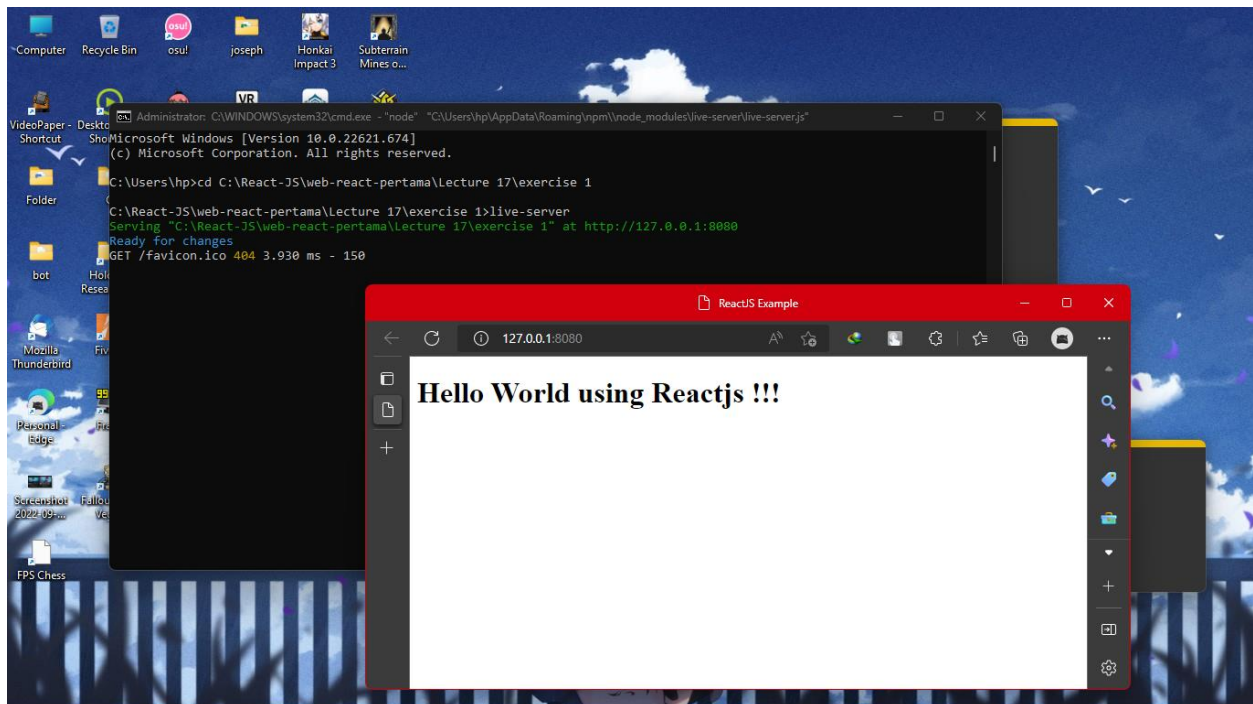 Computer
Recycle Bin
osu!
osu!
joseph
Honkai
Impact 3
Subterrain
Mines o...
VR
VideoPaper -
Shortcut
Folder
bot
Mozilla
Thunderbird
Personal -
Edge
Screenshot
2022-09-...
FPS Chess
Administrator: C:\WINDOWS\system32\cmd.exe - "node" "C:\Users\hp\AppData\Roaming\npm\\node_modules\live-server\live-server.js"
Microsoft Windows [Version 10.0.22621.674]
(c) Microsoft Corporation. All rights reserved.
C:\Users\hp>cd C:\React-JS\web-react-pertama\Lecture 17\exercise 1
C:\React-JS\web-react-pertama\Lecture 17\exercise 1>live-server
Serving "C:\React-JS\web-react-pertama\Lecture 17\exercise 1" at http://127.0.0.1:8080
Ready for changes
GET /favicon.ico 404 3.930 ms - 150
ReactJS Example
127.0.0.1:8080
Hello World using Reactjs !!!